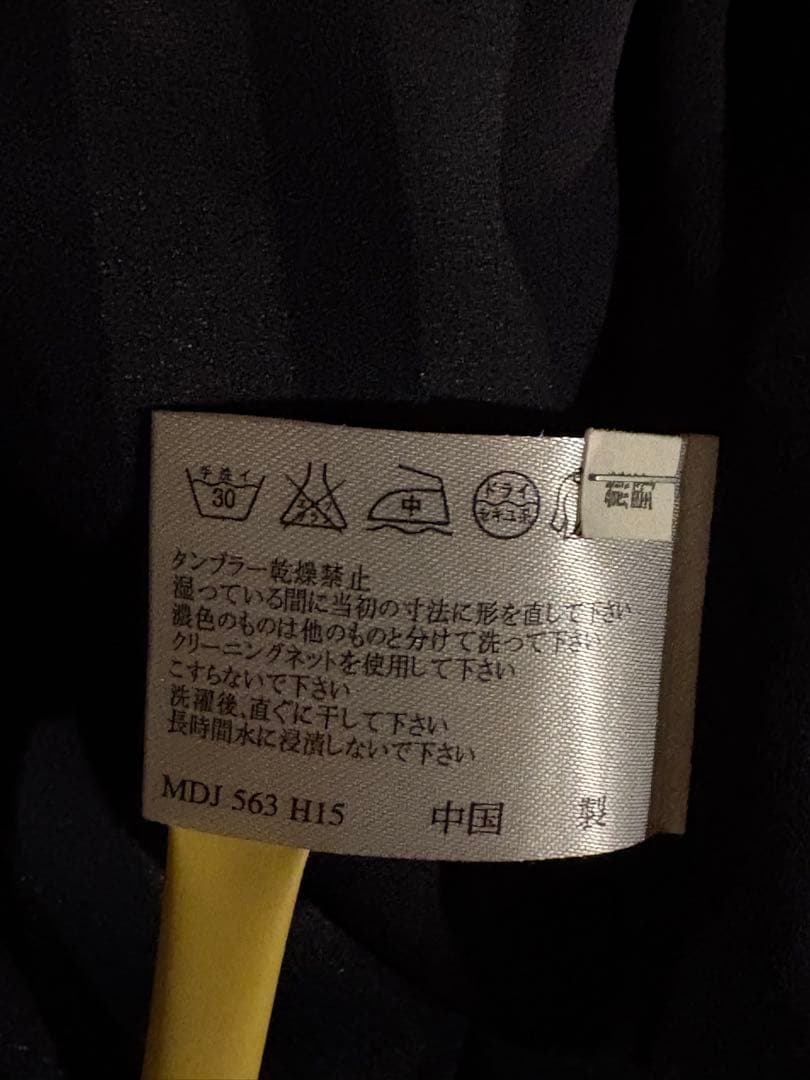 手洗イ
30
中
ドライ
セキユ系
タンブラー乾燥禁止
湿っている間に当初の寸法に形を直して下さい
濃色のものは他のものと分けて洗って下さい
クリーニングネットを使用して下さい
こすらないで下さい
洗濯後、直ぐに干して下さい
長時間水に浸漬しないで下さい
MDJ 563 H15 中国 製